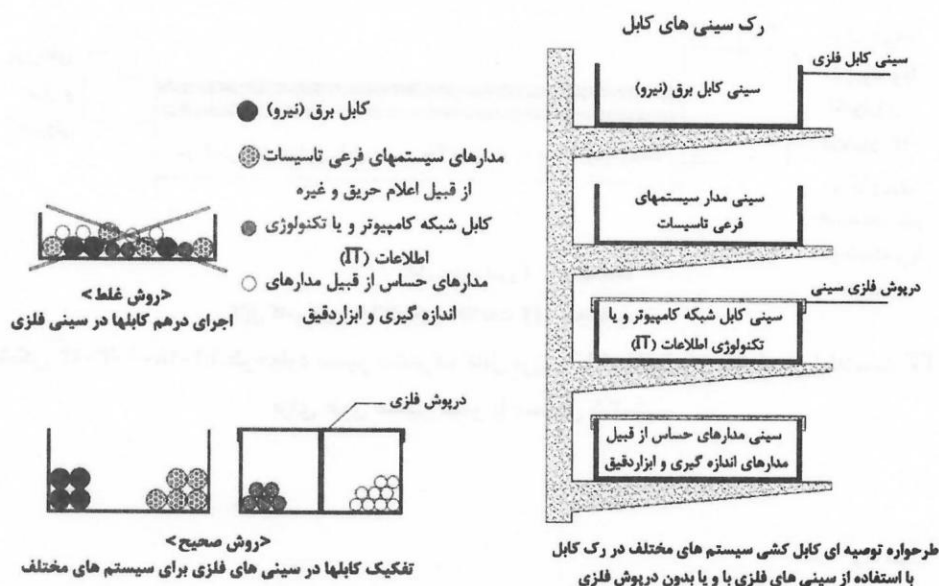 رک سینی های کابل
سینی کابل فلزی
سینی کابل برق (نیرو)
سینی مدار سیستمهای
فرعی تاسیسات
درپوش فلزی سینی
سینی کابل شبکه کامپیوتر و یا
تکنولوژی اطلاعات (IT)
سینی مدارهای حساس از قبیل
مدارهای اندازه گیری و ابزاردقیق
طرحواره توصیه ای کابل کشی سیستم های مختلف در رک کابل
با استفاده از سینی های فلزی با و یا بدون درپوش فلزی
کابل برق (نیرو)
مدارهای سیستمهای فرعی تاسیسات
از قبیل اعلام حریق و غیره
کابل شبکه کامپیوتر و یا تکنولوژی
اطلاعات (IT)
مدارهای حساس از قبیل مدارهای
اندازه گیری و ابزاردقیق
<روش غلط>
اجرای درهم کابلها در سینی فلزی
درپوش فلزی
<روش صحیح>
تفکیک کابلها در سینی های فلزی برای سیستم های مختلف